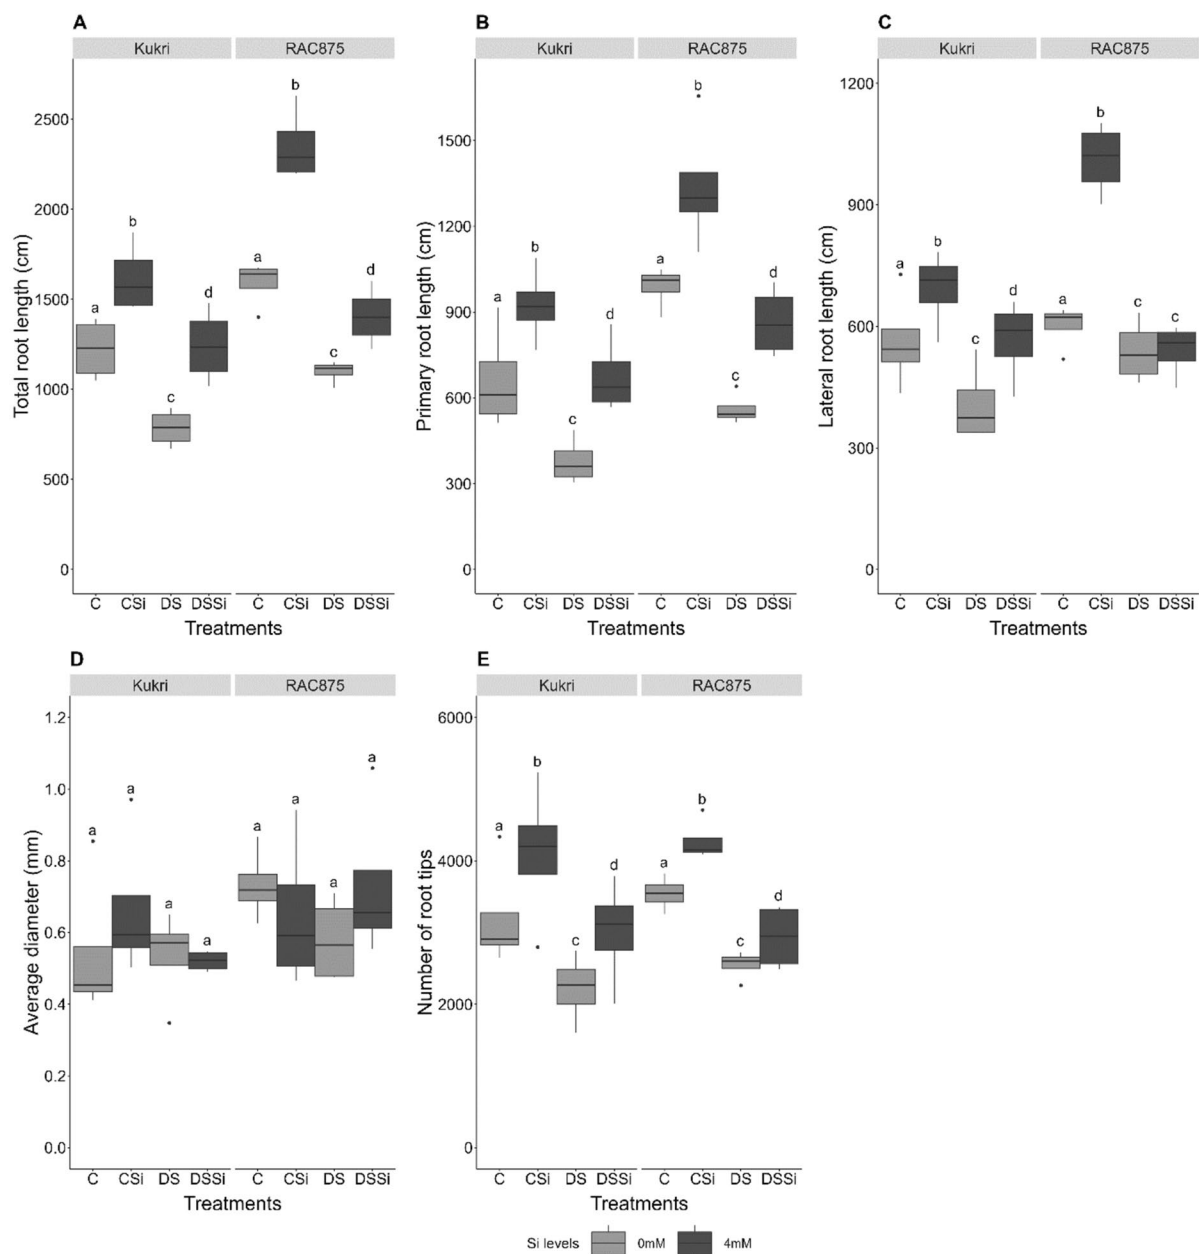 A
Kukri RAC875
Total root length (cm)
2500
2000
1500
1000
500
0
a b c d a b c d
C CSi DS DSSi C CSi DS DSSi
Treatments
B
Kukri RAC875
Primary root length (cm)
1500
1200
900
600
300
0
a b c d a b c d
C CSi DS DSSi C CSi DS DSSi
Treatments
C
Kukri RAC875
Lateral root length (cm)
1200
900
600
300
0
a b c d a b c c
C CSi DS DSSi C CSi DS DSSi
Treatments
D
Kukri RAC875
Average diameter (mm)
1.2
1.0
0.8
0.6
0.4
0.2
0.0
a a a a a a a a
C CSi DS DSSi C CSi DS DSSi
Treatments
E
Kukri RAC875
Number of root tips
6000
4000
2000
0
a b c d a b c d
C CSi DS DSSi C CSi DS DSSi
Treatments
Si levels 0mM 4mM